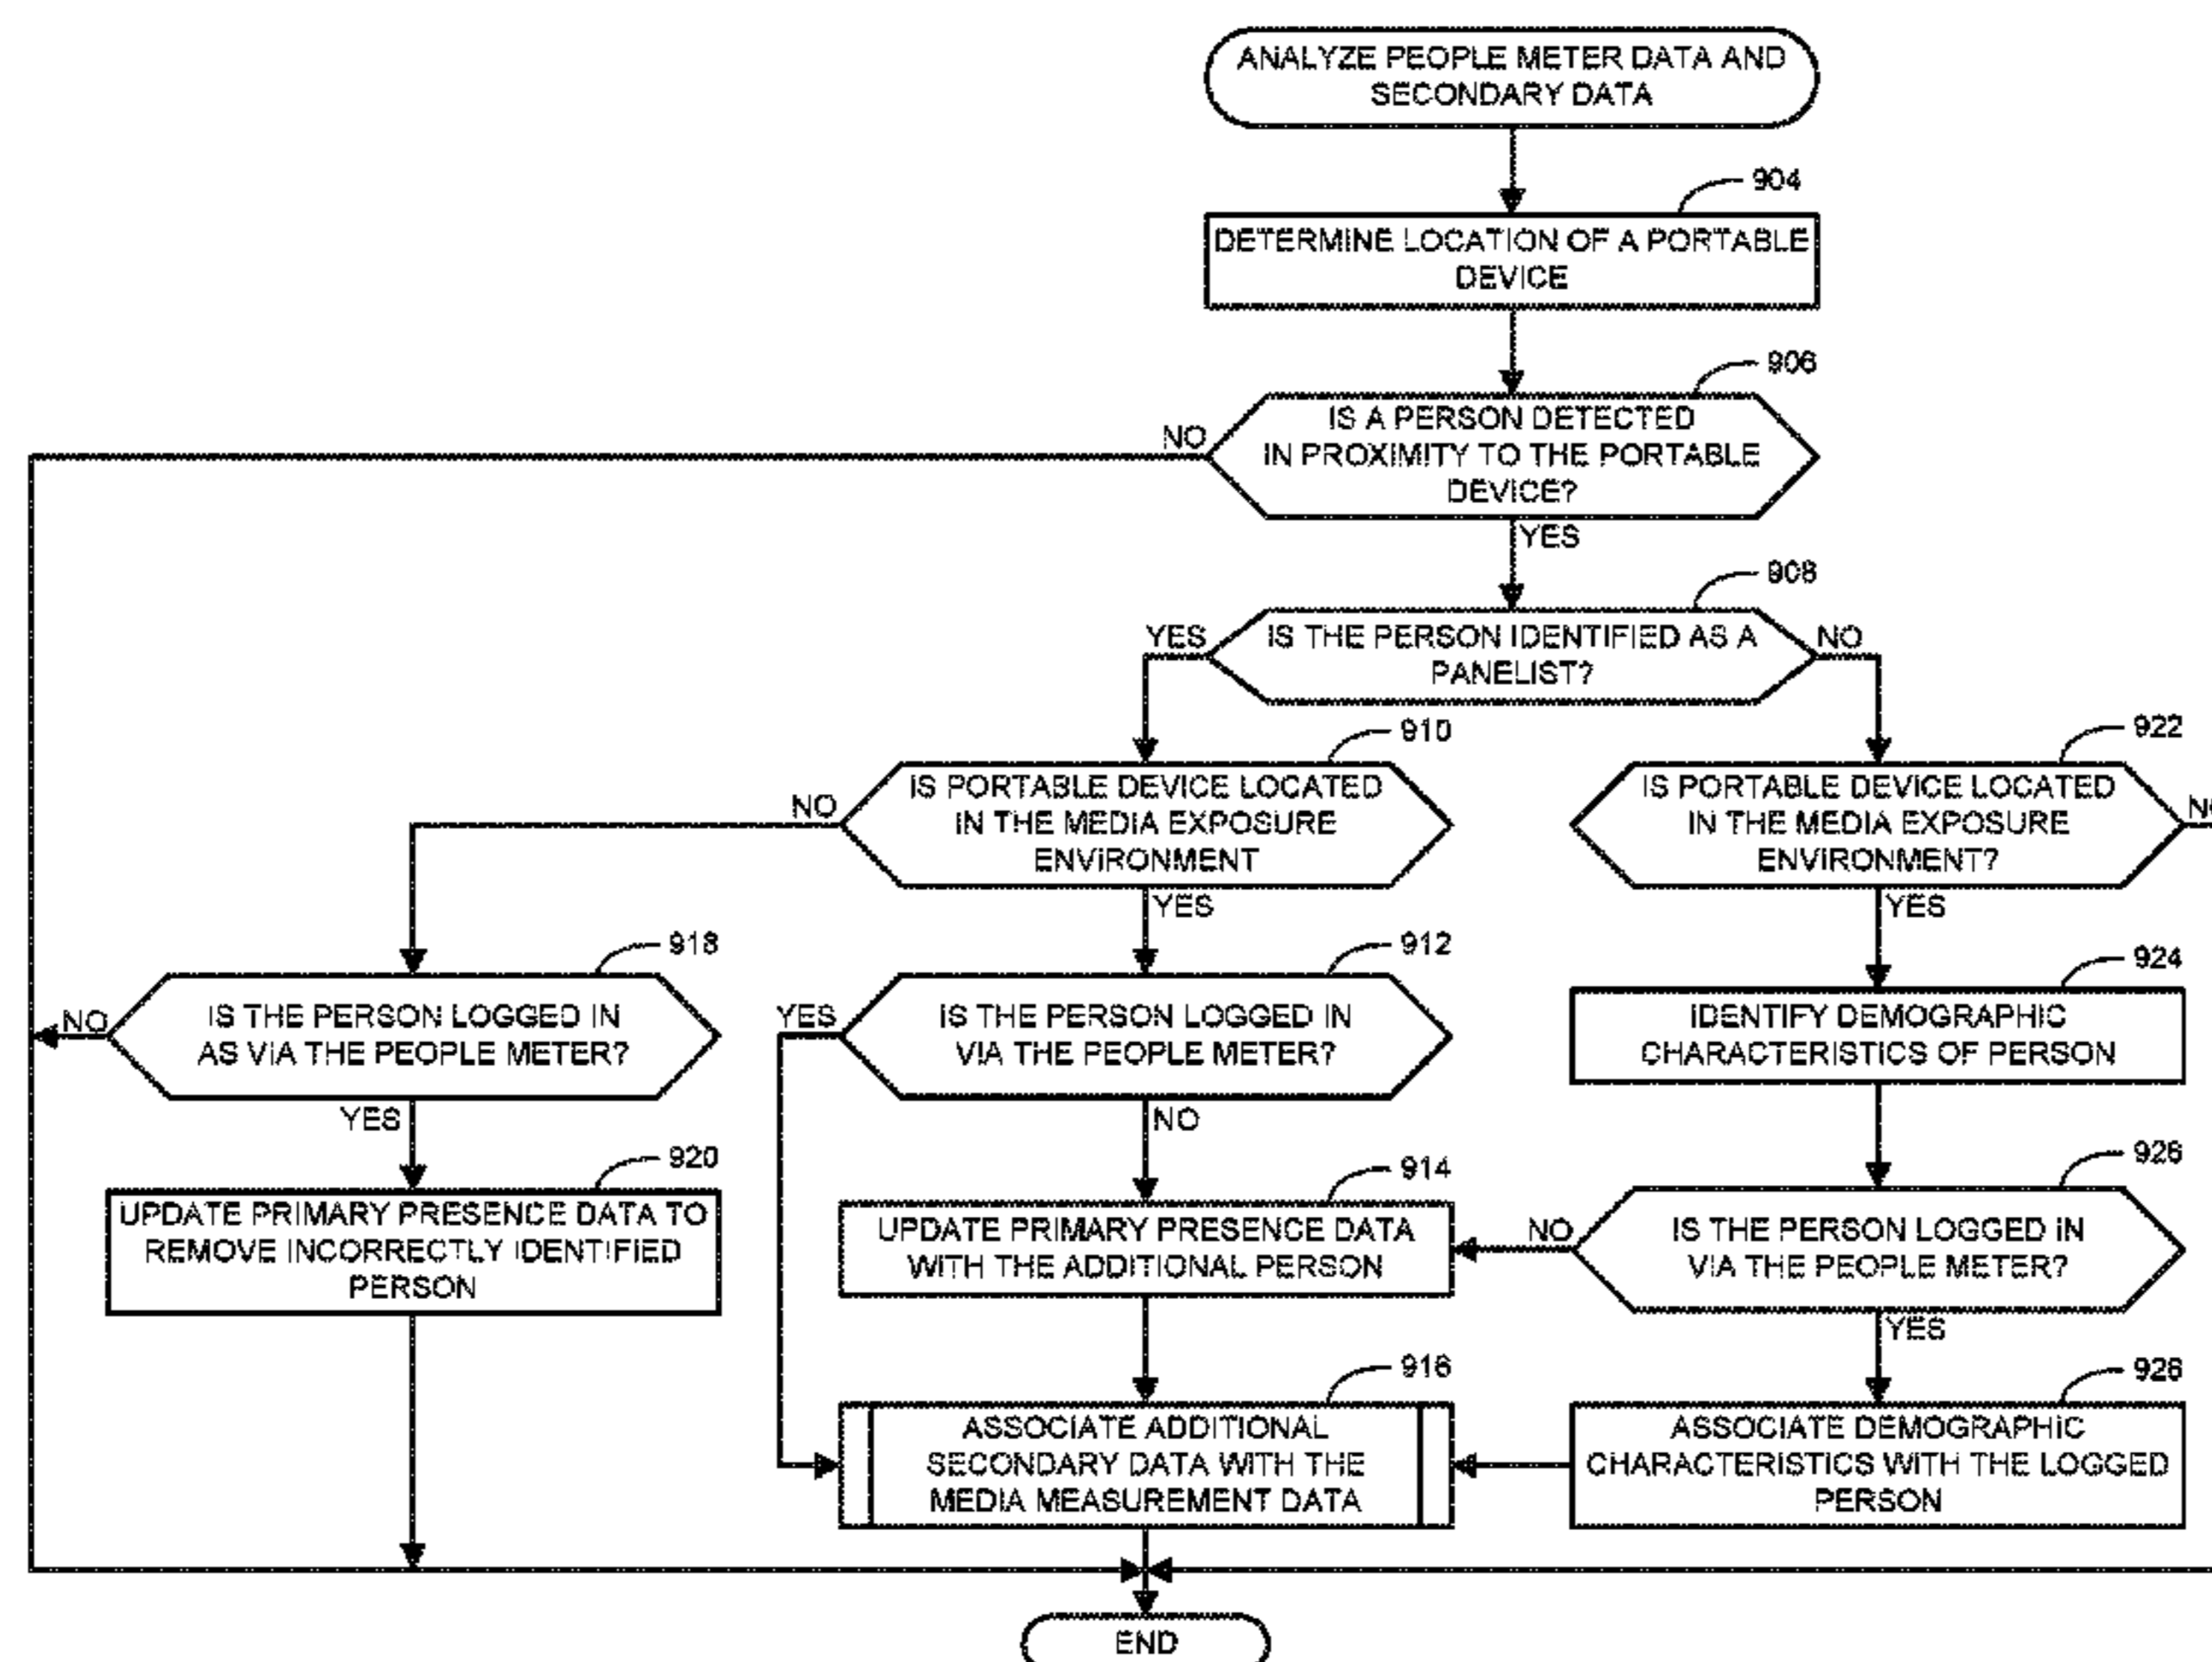 ANALYZE PEOPLE METER DATA AND
SECONDARY DATA
904
DETERMINE LOCATION OF A PORTABLE
DEVICE
906
IS A PERSON DETECTED
IN PROXIMITY TO THE PORTABLE
DEVICE?
NO
YES
908
IS THE PERSON IDENTIFIED AS A
PANELIST?
YES
NO
910
IS PORTABLE DEVICE LOCATED
IN THE MEDIA EXPOSURE
ENVIRONMENT
NO
YES
922
IS PORTABLE DEVICE LOCATED
IN THE MEDIA EXPOSURE
ENVIRONMENT?
NO
YES
918
IS THE PERSON LOGGED IN
AS VIA THE PEOPLE METER?
NO
YES
912
IS THE PERSON LOGGED IN
VIA THE PEOPLE METER?
YES
NO
924
IDENTIFY DEMOGRAPHIC
CHARACTERISTICS OF PERSON
920
UPDATE PRIMARY PRESENCE DATA TO
REMOVE INCORRECTLY IDENTIFIED
PERSON
914
UPDATE PRIMARY PRESENCE DATA
WITH THE ADDITIONAL PERSON
926
IS THE PERSON LOGGED IN
VIA THE PEOPLE METER?
NO
YES
916
ASSOCIATE ADDITIONAL
SECONDARY DATA WITH THE
MEDIA MEASUREMENT DATA
928
ASSOCIATE DEMOGRAPHIC
CHARACTERISTICS WITH THE LOGGED
PERSON
END